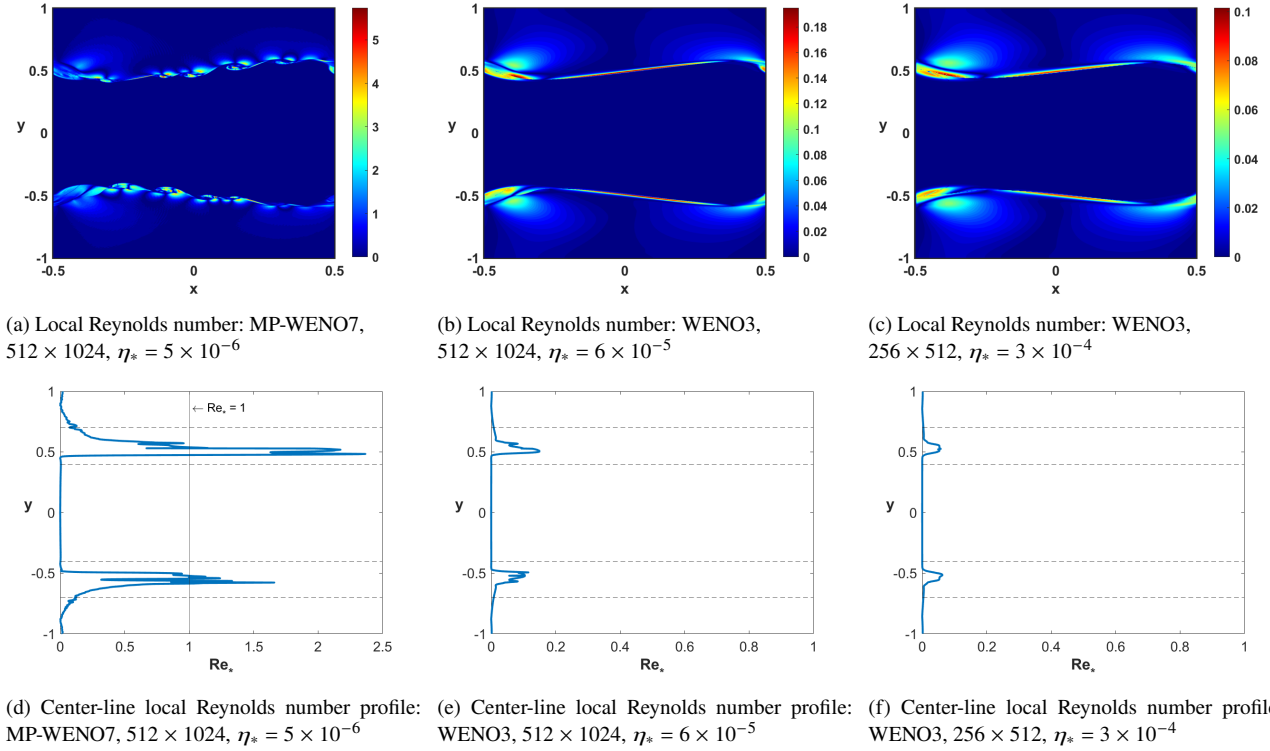 1
0.5
y
0
-0.5
-1
-0.5 0 0.5
x
5
4
3
2
1
0
1
0.5
y
0
-0.5
-1
-0.5 0 0.5
x
0.18
0.16
0.14
0.12
0.1
0.08
0.06
0.04
0.02
0
1
0.5
y
0
-0.5
-1
-0.5 0 0.5
x
0.1
0.08
0.06
0.04
0.02
0
(a) Local Reynolds number: MP-WENO7,
512 × 1024, η* = 5 × 10⁻⁶
(b) Local Reynolds number: WENO3,
512 × 1024, η* = 6 × 10⁻⁵
(c) Local Reynolds number: WENO3,
256 × 512, η* = 3 × 10⁻⁴
1
0.5
y
0
-0.5
-1
← Re* = 1
0 0.5 1 1.5 2 2.5
Re*
1
0.5
y
0
-0.5
-1
0 0.2 0.4 0.6 0.8 1
Re*
1
0.5
y
0
-0.5
-1
0 0.2 0.4 0.6 0.8 1
Re*
(d) Center-line local Reynolds number profile:
MP-WENO7, 512 × 1024, η* = 5 × 10⁻⁶
(e) Center-line local Reynolds number profile:
WENO3, 512 × 1024, η* = 6 × 10⁻⁵
(f) Center-line local Reynolds number profile
WENO3, 256 × 512, η* = 3 × 10⁻⁴